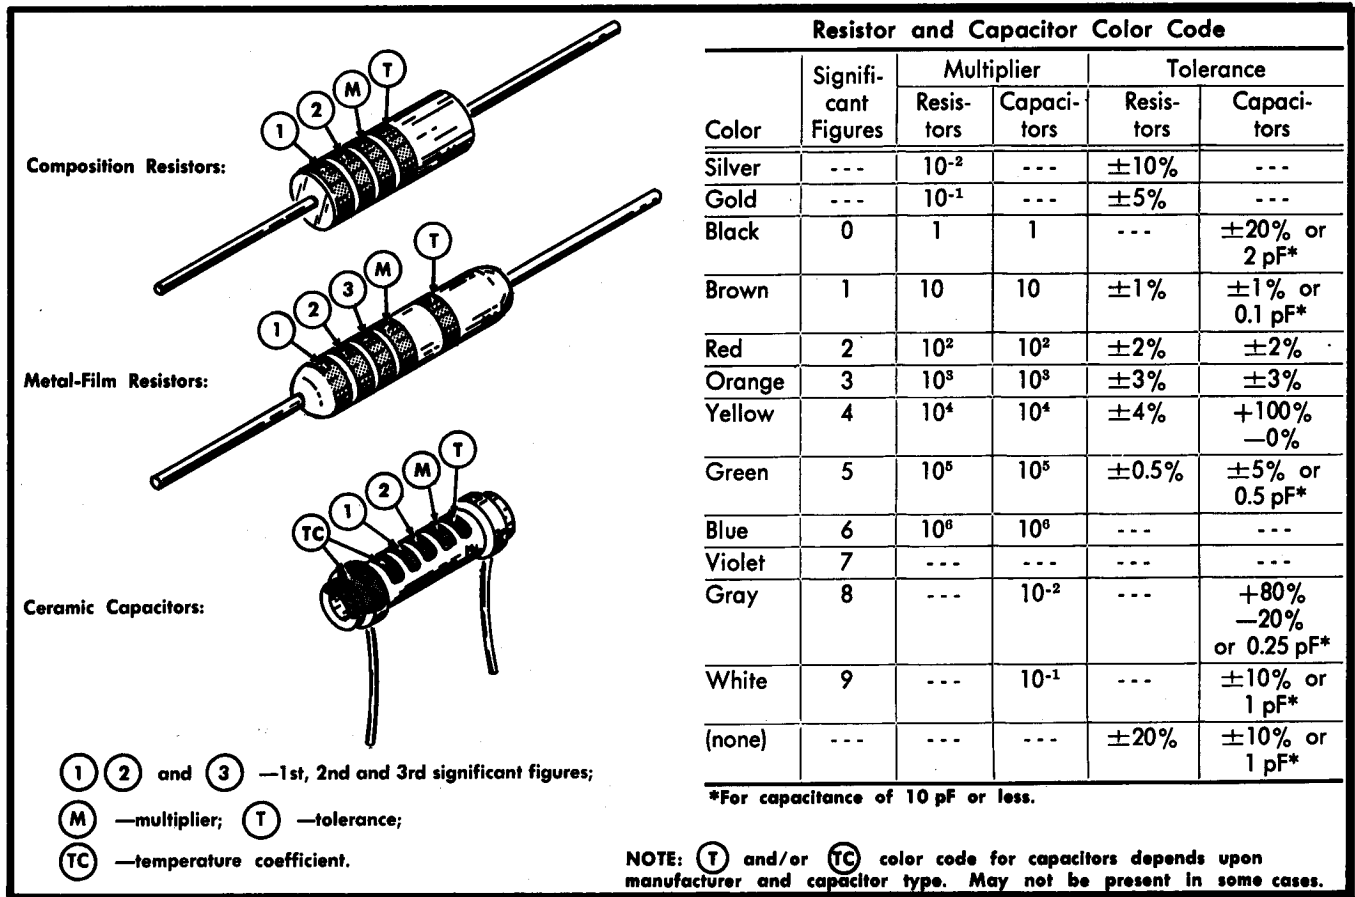 Resistor and Capacitor Color Code
Composition Resistors:
1 2 M T
Metal-Film Resistors:
1 2 3 M T
Ceramic Capacitors:
TC 1 2 M T
1 2 and 3 —1st, 2nd and 3rd significant figures;
M —multiplier; T —tolerance;
TC —temperature coefficient.
Color Signifi-cant Figures Multiplier Tolerance
Resis-tors Capaci-tors Resis-tors Capaci-tors
Silver --- 10⁻² --- ±10% ---
Gold --- 10⁻¹ --- ±5% ---
Black 0 1 1 --- ±20% or
2 pF*
Brown 1 10 10 ±1% ±1% or
0.1 pF*
Red 2 10² 10² ±2% ±2%
Orange 3 10³ 10³ ±3% ±3%
Yellow 4 10⁴ 10⁴ ±4% +100%
—0%
Green 5 10⁵ 10⁵ ±0.5% ±5% or
0.5 pF*
Blue 6 10⁶ 10⁶ --- ---
Violet 7 --- --- --- ---
Gray 8 --- 10⁻² --- +80%
—20%
or 0.25 pF*
White 9 --- 10⁻¹ --- ±10% or
1 pF*
(none) --- --- --- ±20% ±10% or
1 pF*
*For capacitance of 10 pF or less.
NOTE: T and/or TC color code for capacitors depends upon
manufacturer and capacitor type. May not be present in some cases.